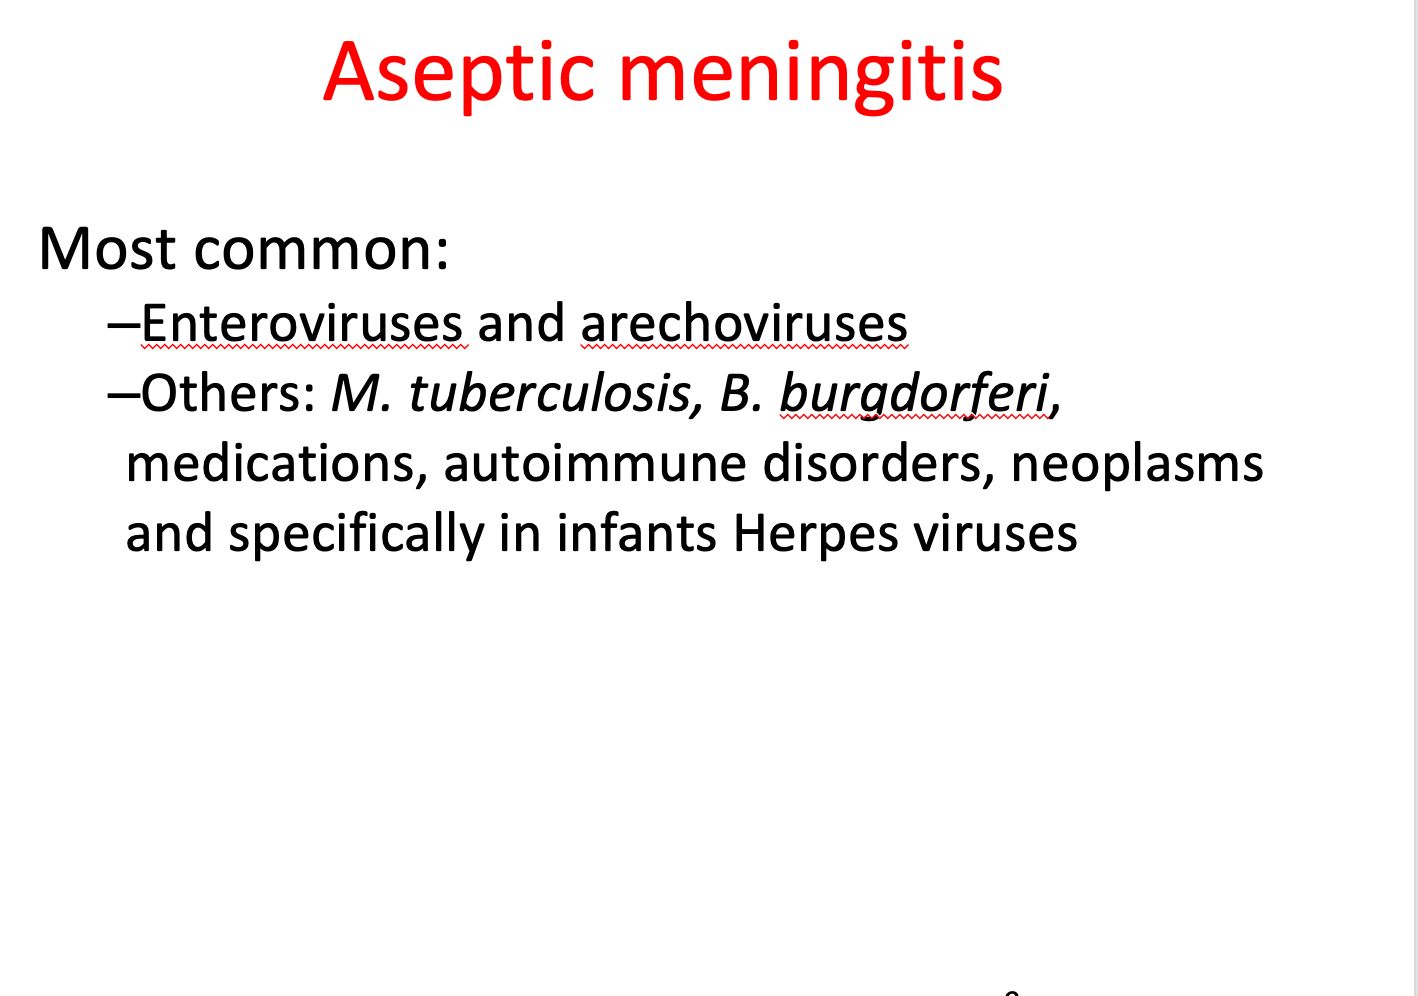 Aseptic meningitis
Most common:
–Enteroviruses and arechoviruses
–Others: M. tuberculosis, B. burgdorferi,
medications, autoimmune disorders, neoplasms
and specifically in infants Herpes viruses